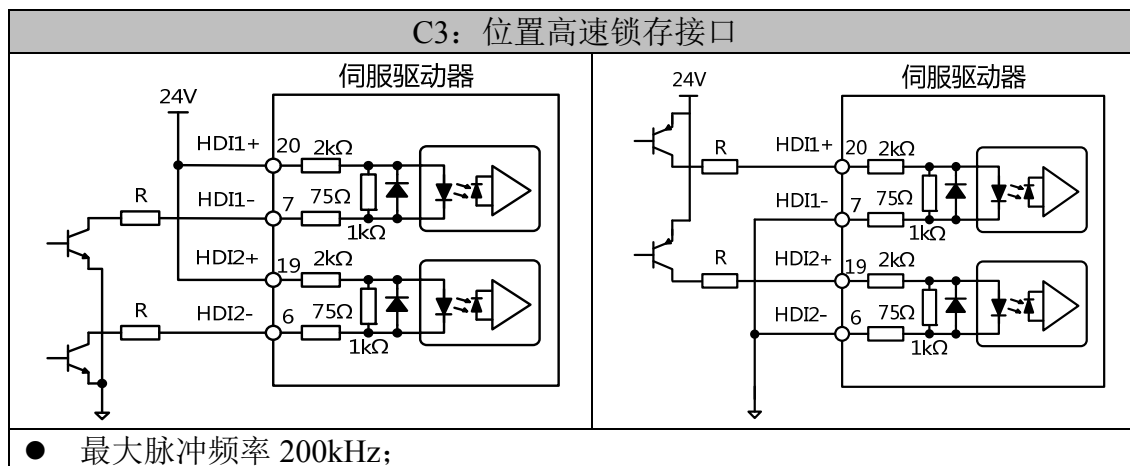 C3：位置高速锁存接口
伺服驱动器
24V
HDI1+
20
2kΩ
R
HDI1-
7
75Ω
1kΩ
HDI2+
19
2kΩ
R
HDI2-
6
75Ω
1kΩ
伺服驱动器
24V
R
HDI1+
20
2kΩ
HDI1-
7
75Ω
1kΩ
R
HDI2+
19
2kΩ
HDI2-
6
75Ω
1kΩ
● 最大脉冲频率 200kHz；